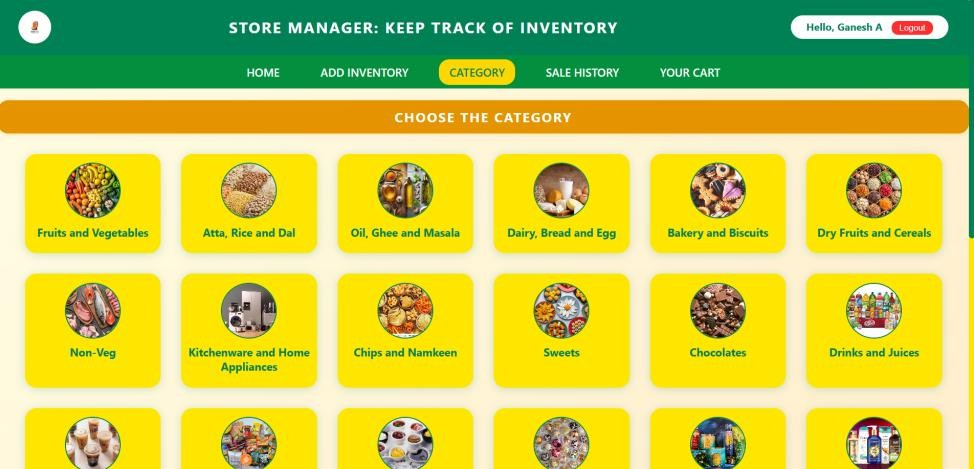 STORE MANAGER: KEEP TRACK OF INVENTORY
Hello, Ganesh A
Logout
HOME
ADD INVENTORY
CATEGORY
SALE HISTORY
YOUR CART
CHOOSE THE CATEGORY
Fruits and Vegetables
Atta, Rice and Dal
Oil, Ghee and Masala
Dairy, Bread and Egg
Bakery and Biscuits
Dry Fruits and Cereals
Non-Veg
Kitchenware and Home
Appliances
Chips and Namkeen
Sweets
Chocolates
Drinks and Juices